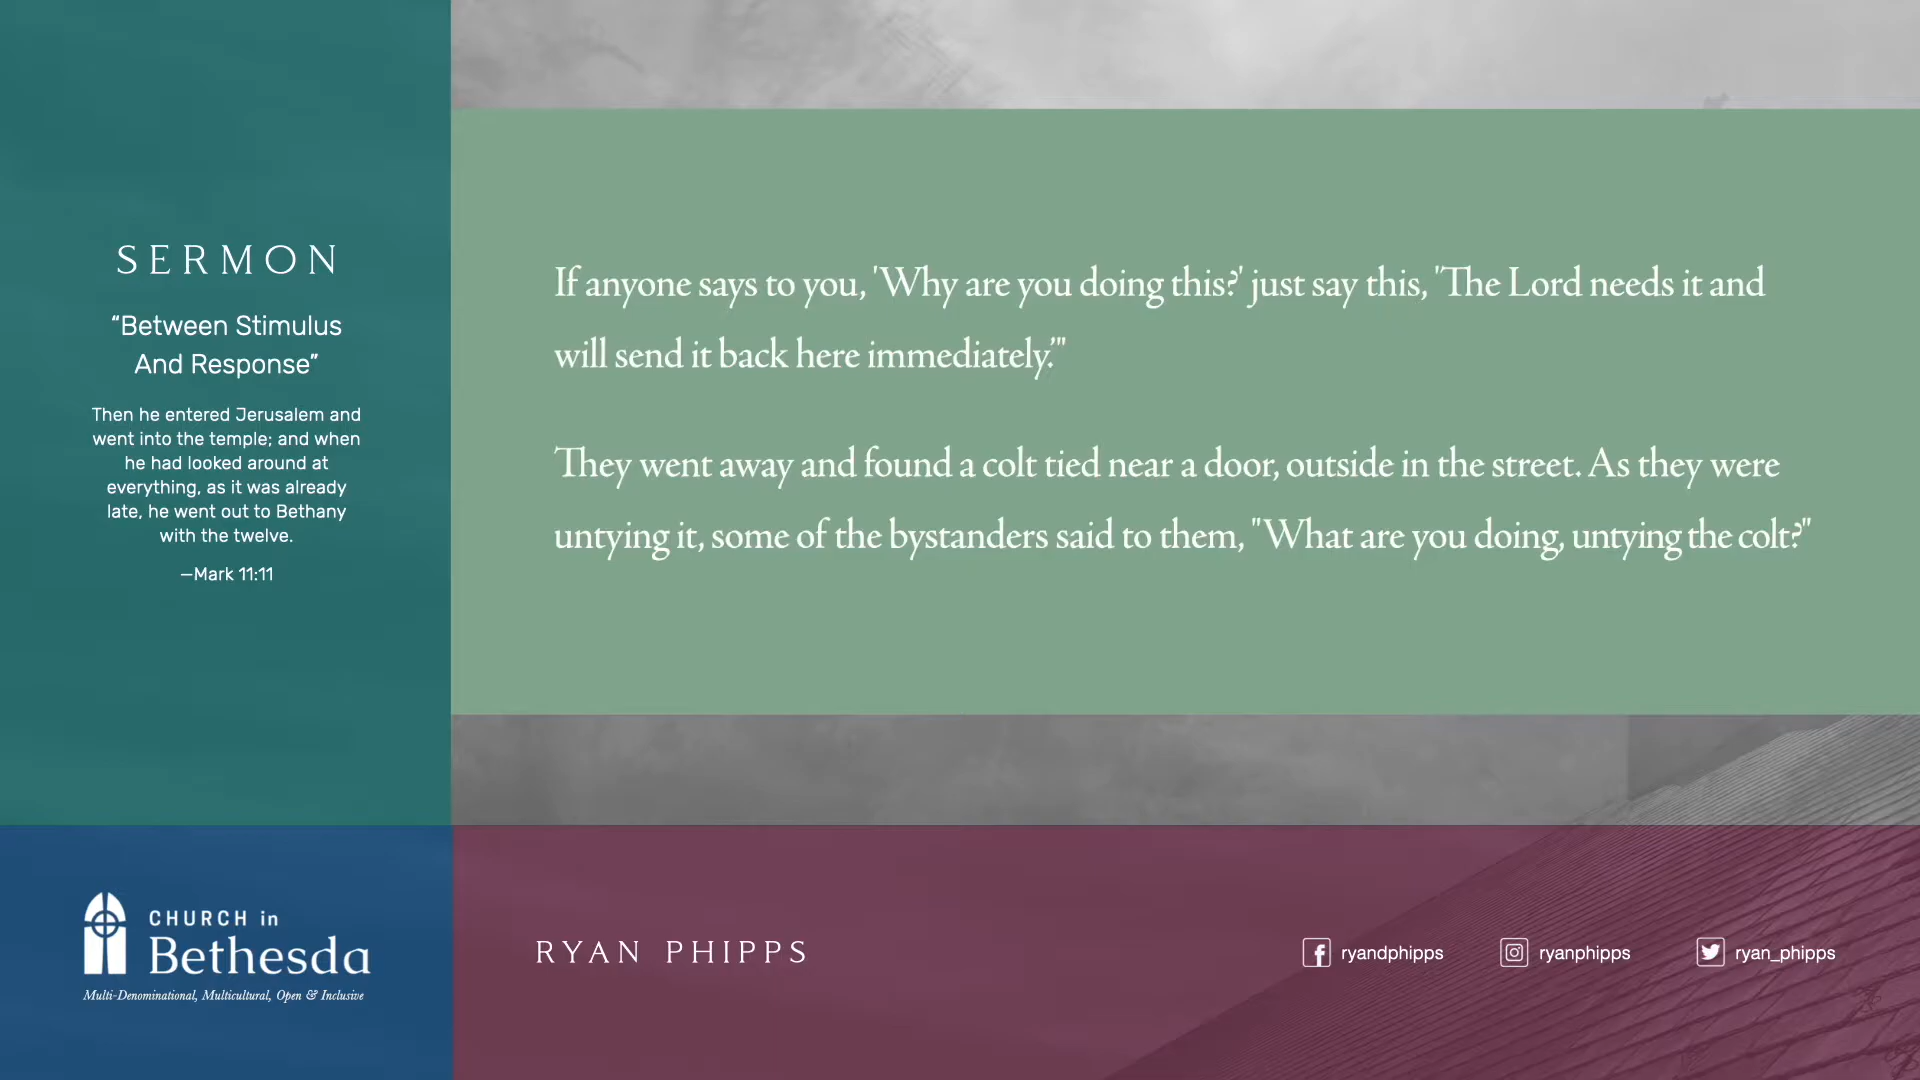 SERMON
“Between Stimulus
And Response”
Then he entered Jerusalem and
went into the temple; and when
he had looked around at
everything, as it was already
late, he went out to Bethany
with the twelve.
—Mark 11:11
If anyone says to you, 'Why are you doing this?' just say this, 'The Lord needs it and
will send it back here immediately.'"
They went away and found a colt tied near a door, outside in the street. As they were
untying it, some of the bystanders said to them, "What are you doing, untying the colt?"
CHURCH in
Bethesda
Multi-Denominational, Multicultural, Open & Inclusive
RYAN PHIPPS
ryandphipps
ryanphipps
ryan_phipps